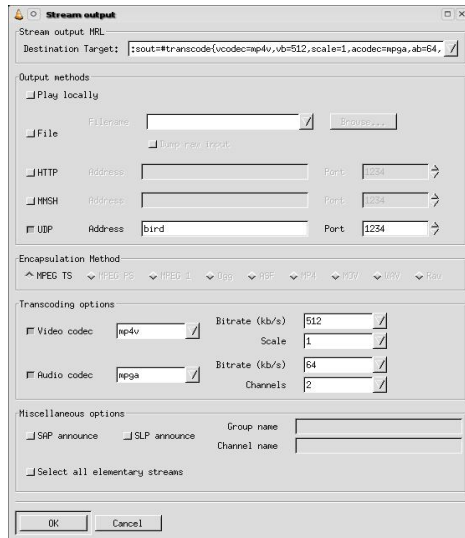 Stream output
Stream output MRL
Destination Target: :sout=#transcode{vcodec=mp4v,vb=512,scale=1,acodec=mpga,ab=64,
Output methods
Play locally
File Filename Browse...
Dump raw input
HTTP Address Port 1234
MMSH Address Port 1234
UDP Address bird Port 1234
Encapsulation Method
MPEG TS MPEG PS MPEG 1 Ogg ASF MP4 MOV WAV Raw
Transcoding options
Video codec mp4v Bitrate (kb/s) 512
Scale 1
Audio codec mpga Bitrate (kb/s) 64
Channels 2
Miscellaneous options
SAP announce SLP announce Group name
Channel name
Select all elementary streams
OK Cancel